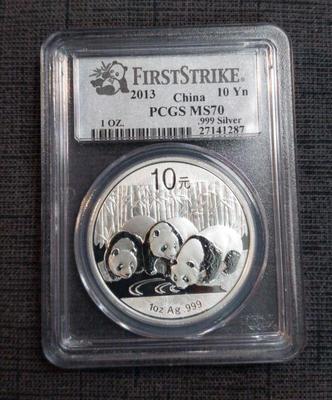 FIRSTSTRIKE®
2013 China 10 Yn
PCGS MS70
1 OZ. .999 Silver
27141287
10元
1oz Ag .999